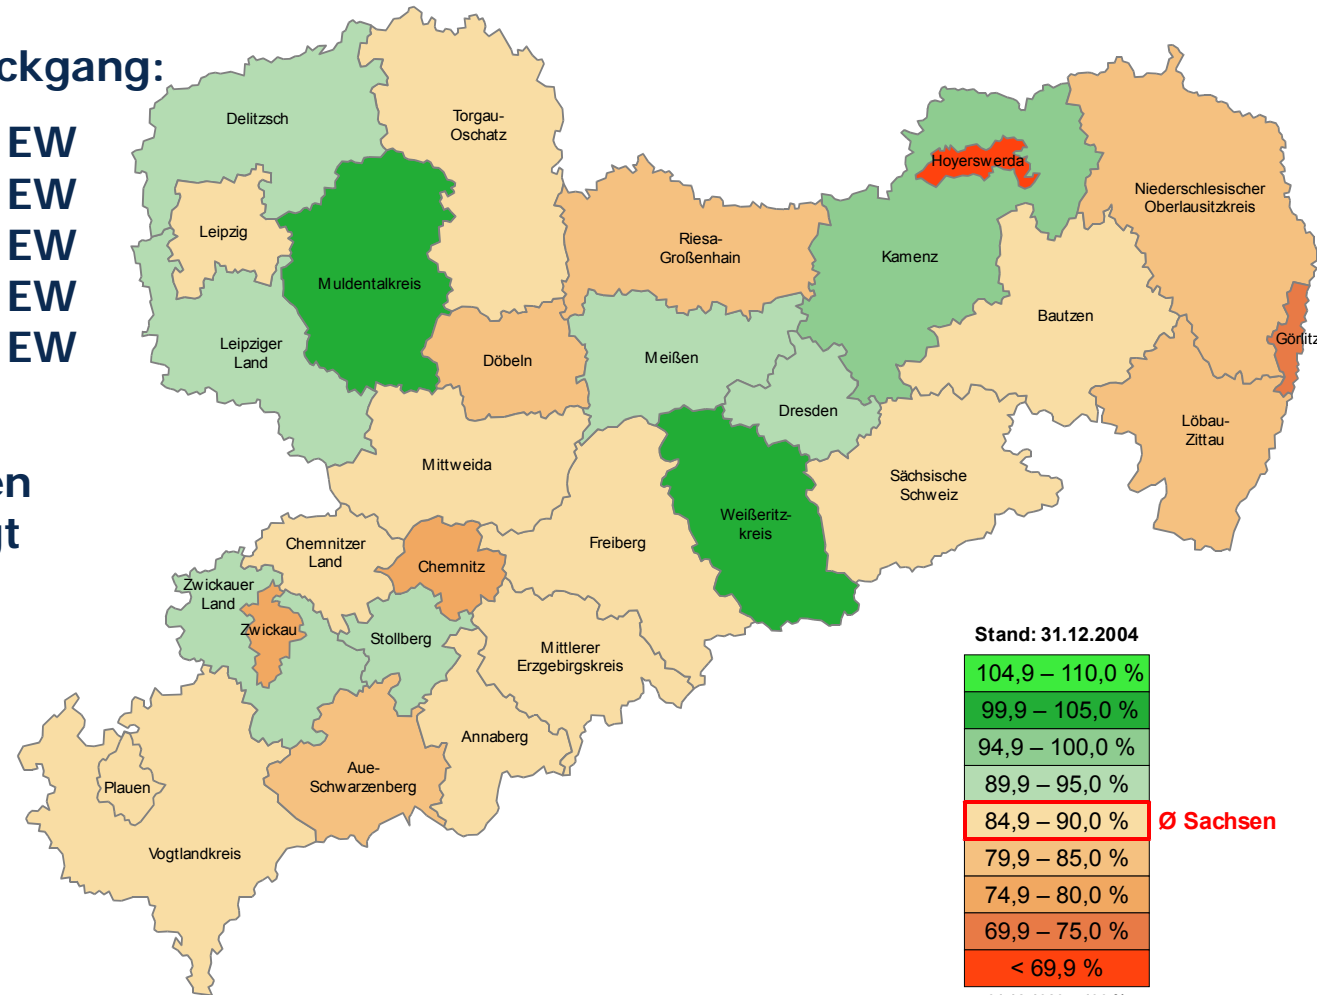 ckgang:
EW
EW
EW
EW
EW
en
gt
Delitzsch
Torgau-
Oschatz
Hoyerswerda
Niederschlesischer
Oberlausitzkreis
Leipzig
Riesa-
Großenhain
Kamenz
Muldentalkreis
Bautzen
Görlitz
Leipziger
Land
Döbeln
Meißen
Dresden
Löbau-
Zittau
Mittweida
Sächsische
Schweiz
Weißeritz-
kreis
Chemnitzer
Land
Chemnitz
Freiberg
Zwickauer
Land
Zwickau
Stollberg
Mittlerer
Erzgebirgskreis
Annaberg
Aue-
Schwarzenberg
Plauen
Vogtlandkreis
Stand: 31.12.2004
104,9 – 110,0 %
99,9 – 105,0 %
94,9 – 100,0 %
89,9 – 95,0 %
84,9 – 90,0 %
Ø Sachsen
79,9 – 85,0 %
74,9 – 80,0 %
69,9 – 75,0 %
< 69,9 %